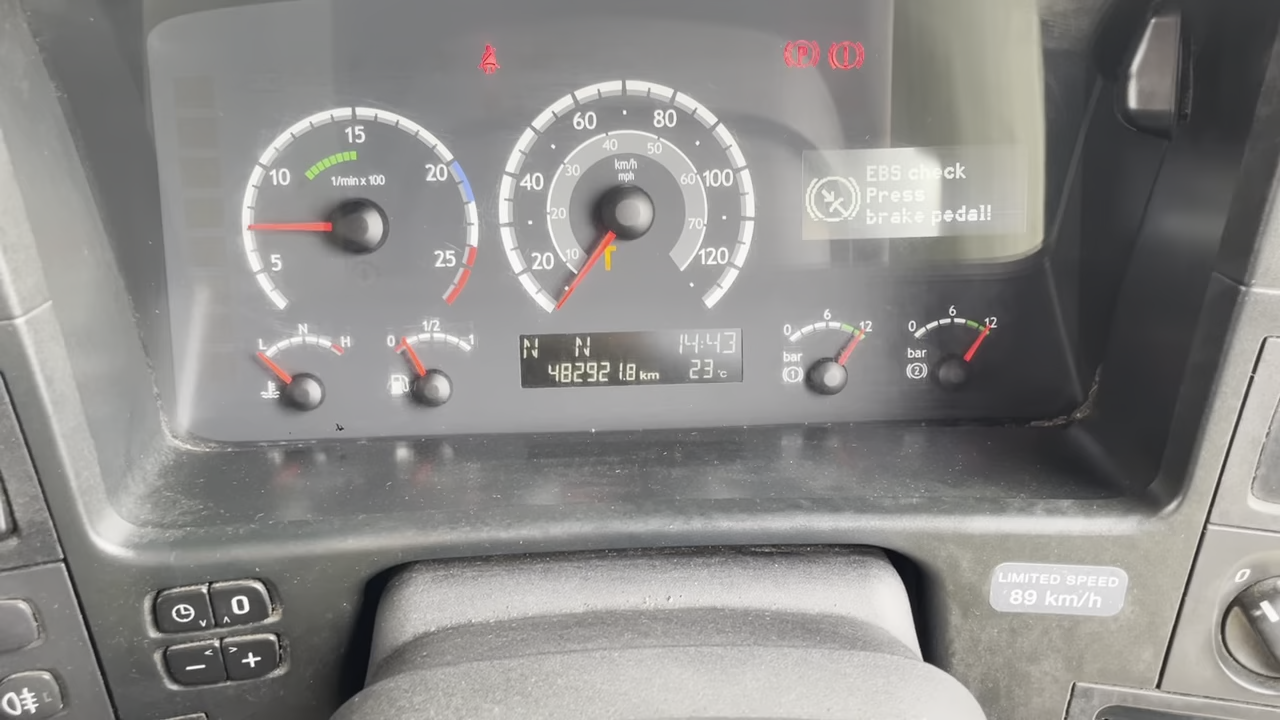 P
EBS check
Press
brake pedal!
5
10
15
20
25
1/min x 100
20
40
60
80
100
120
10
20
30
40
50
60
70
km/h
mph
L
N
H
0
1/2
1
N N 14:43
482921.8 km 23 °C
0
6
12
bar
1
0
6
12
bar
2
LIMITED SPEED
89 km/h
0
0
− +